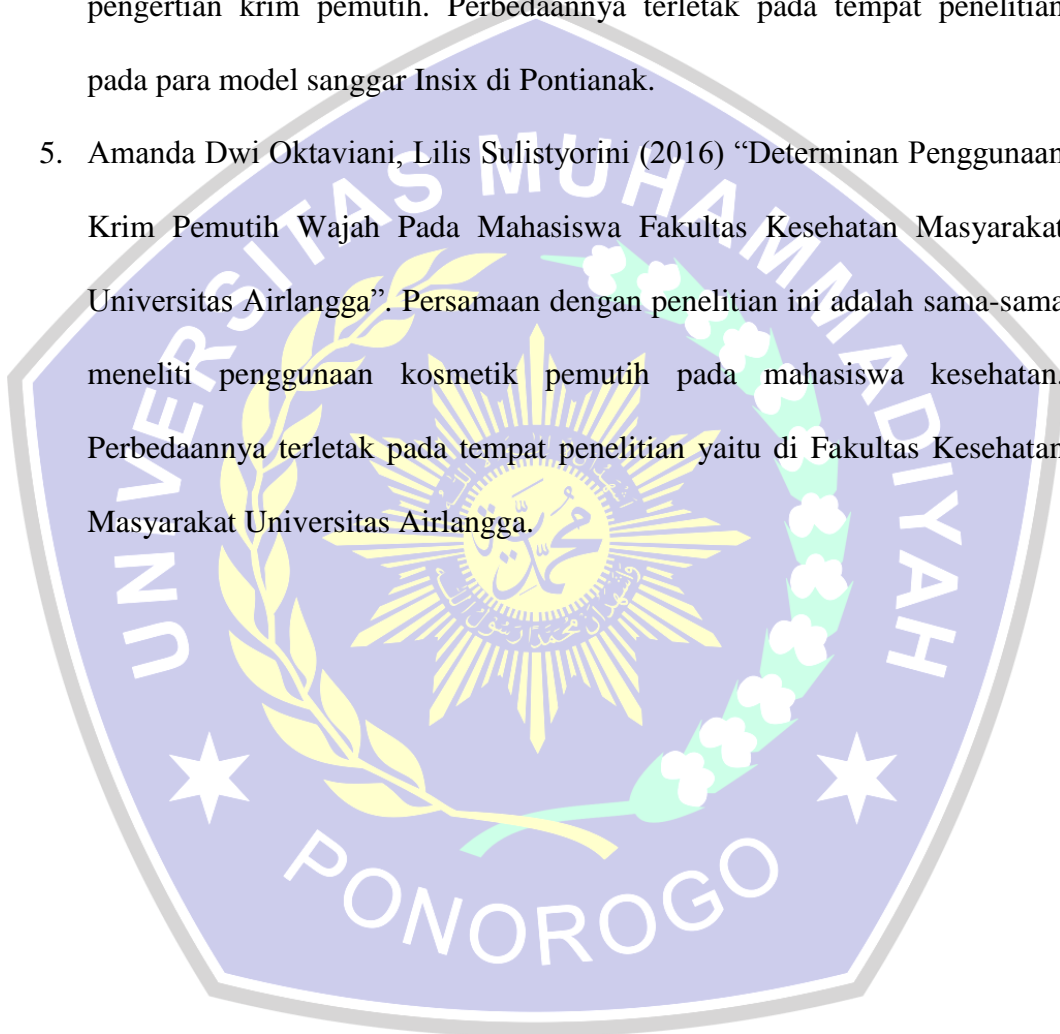 pengertian krim pemutih. Perbedaannya terletak pada tempat penelitian
pada para model sanggar Insix di Pontianak.
5. Amanda Dwi Oktaviani, Lilis Sulistyorini (2016) “Determinan Penggunaan
Krim Pemutih Wajah Pada Mahasiswa Fakultas Kesehatan Masyarakat
Universitas Airlangga”. Persamaan dengan penelitian ini adalah sama-sama
meneliti penggunaan kosmetik pemutih pada mahasiswa kesehatan.
Perbedaannya terletak pada tempat penelitian yaitu di Fakultas Kesehatan
Masyarakat Universitas Airlangga.
UNIVERSITAS MUHAMMADIYAH
محمد
PONOROGO